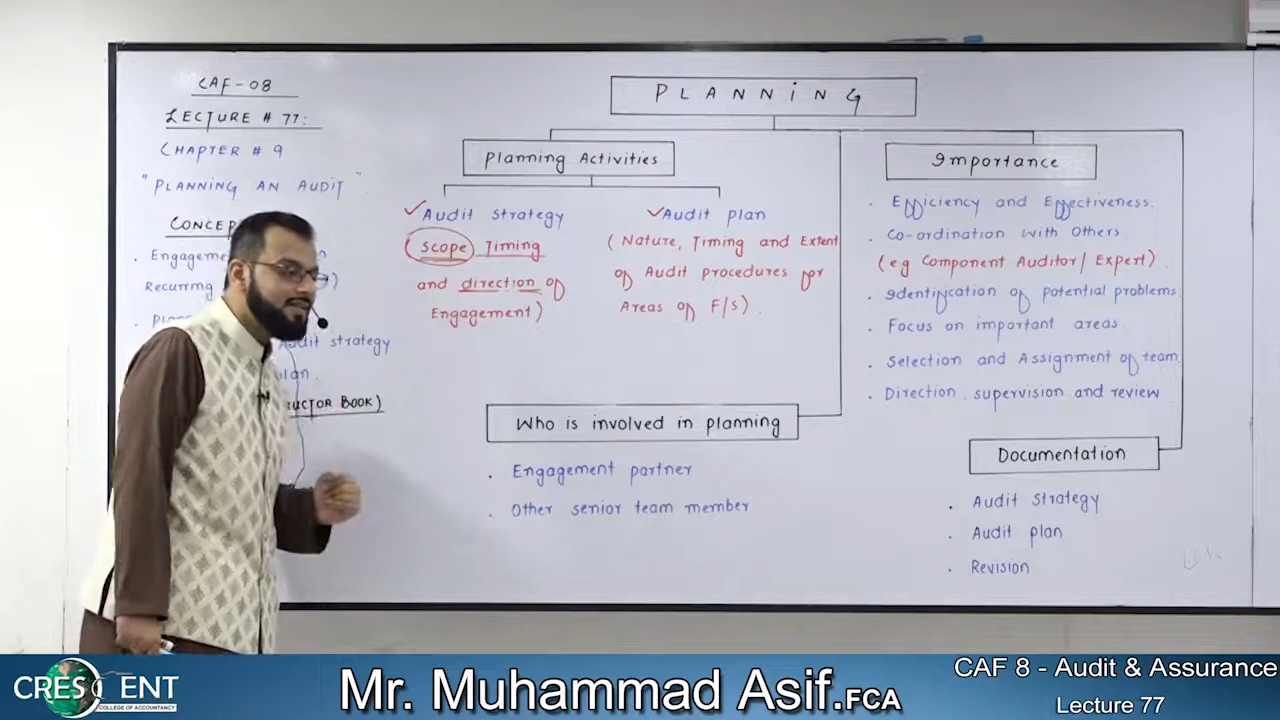 CAF-08
LECTURE # 77:
CHAPTER # 9
"PLANNING AN AUDIT"
Recurring
Audit strategy
BOOK)
PLANNING
Planning Activities
Audit strategy
(Scope Timing
and direction of
Engagement)
Audit plan
(Nature, Timing and Extent
of Audit procedures for
Areas of F/S).
Who is involved in planning
. Engagement partner
. Other senior team member
Importance
. Efficiency and Effectiveness.
. Co-ordination with Others.
(eg Component Auditor/Expert).
. Identification of potential problems
. Focus on important areas.
. Selection and Assignment of team
. Direction, supervision and review
Documentation
. Audit strategy
. Audit plan
. Revision
CRESCENT
COLLEGE OF ACCOUNTANCY
Mr. Muhammad Asif.FCA
CAF 8 - Audit & Assurance
Lecture 77